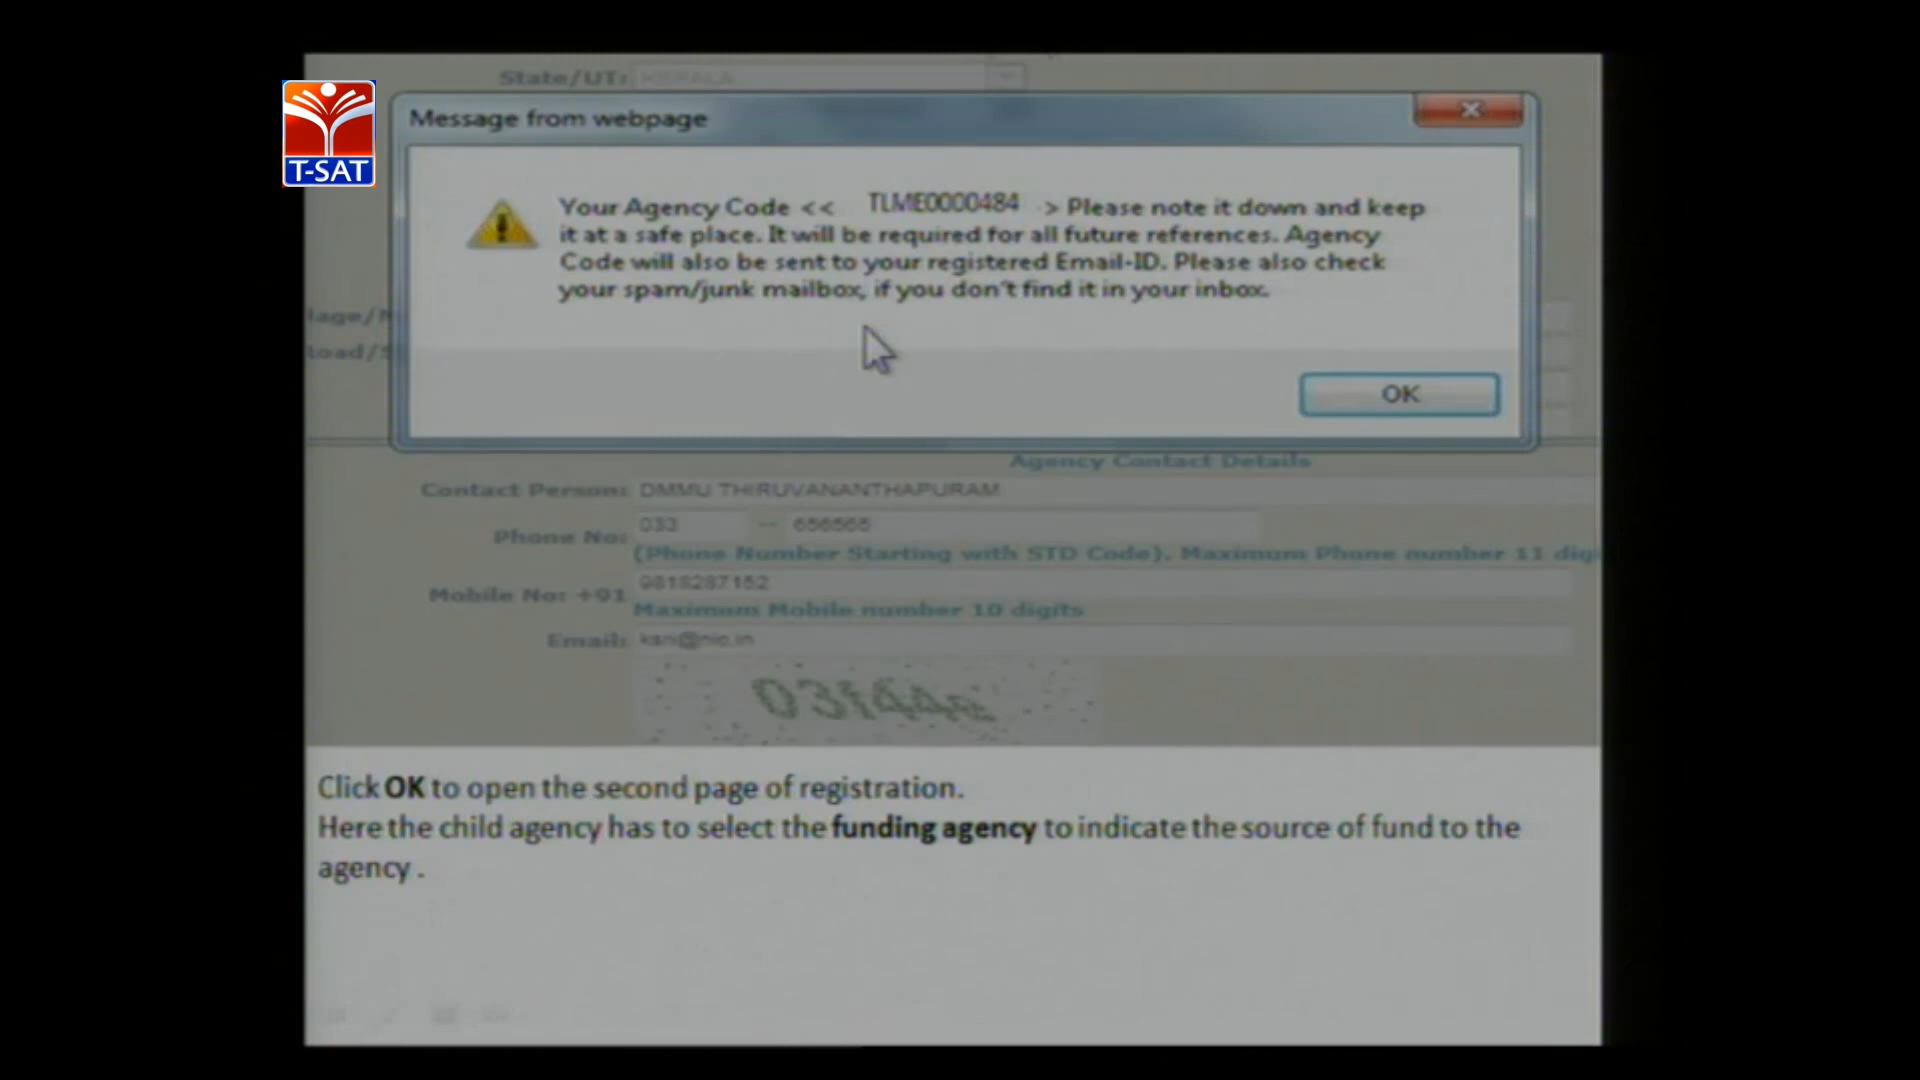 State/UT: KERALA
T-SAT
Message from webpage
Your Agency Code << TLME0000484 > Please note it down and keep
it at a safe place. It will be required for all future references. Agency
Code will also be sent to your registered Email-ID. Please also check
your spam/junk mailbox, if you don't find it in your inbox.
OK
Agency Contact Details
Contact Person: DMMU THIRUVANANTHAPURAM
Phone No: 033 -- 656565
(Phone Number Starting with STD Code). Maximum Phone number 11 digi
Mobile No: +91 9818287152
Maximum Mobile number 10 digits
Email: @nic.in
Click OK to open the second page of registration.
Here the child agency has to select the funding agency to indicate the source of fund to the
agency .